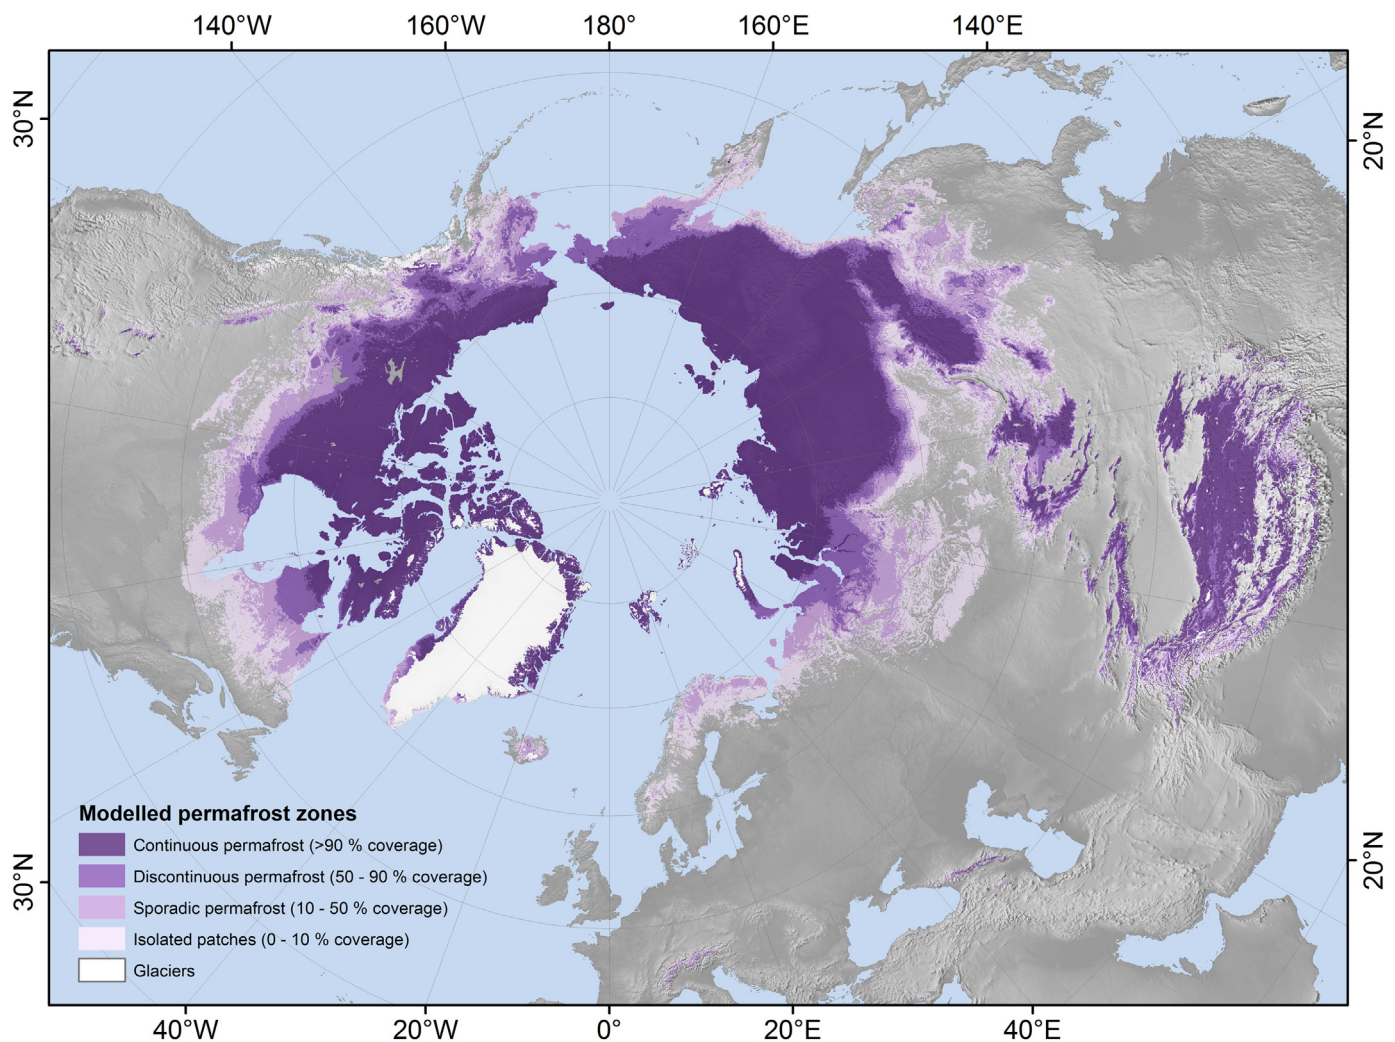 140°W 160°W 180° 160°E 140°E
30°N
20°N
Modelled permafrost zones
Continuous permafrost (>90 % coverage)
Discontinuous permafrost (50 - 90 % coverage)
Sporadic permafrost (10 - 50 % coverage)
Isolated patches (0 - 10 % coverage)
Glaciers
30°N
20°N
40°W 20°W 0° 20°E 40°E